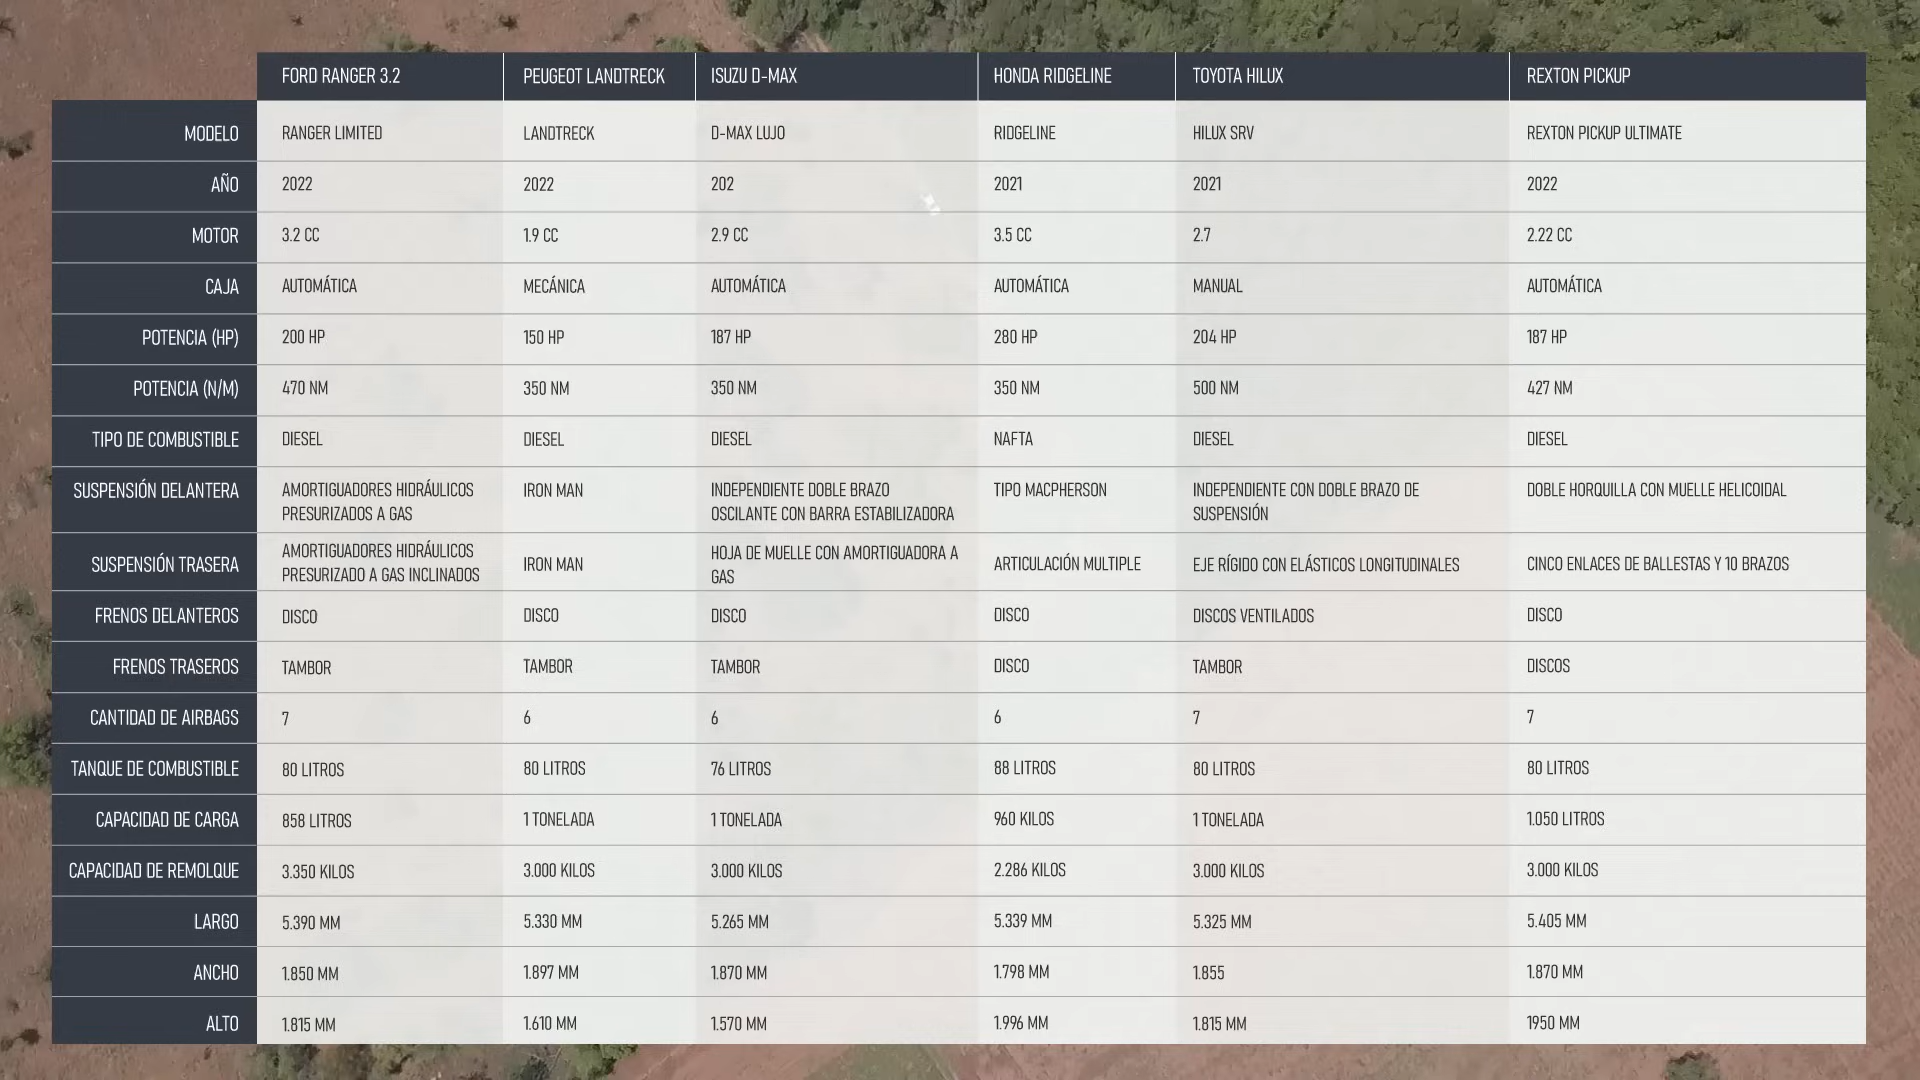 FORD RANGER 3.2 PEUGEOT LANDTRECK ISUZU D-MAX HONDA RIDGELINE TOYOTA HILUX REXTON PICKUP
MODELO RANGER LIMITED LANDTRECK D-MAX LUJO RIDGELINE HILUX SRV REXTON PICKUP ULTIMATE
AÑO 2022 2022 202 2021 2021 2022
MOTOR 3.2 CC 1.9 CC 2.9 CC 3.5 CC 2.7 2.22 CC
CAJA AUTOMÁTICA MECÁNICA AUTOMÁTICA AUTOMÁTICA MANUAL AUTOMÁTICA
POTENCIA (HP) 200 HP 150 HP 187 HP 280 HP 204 HP 187 HP
POTENCIA (N/M) 470 NM 350 NM 350 NM 350 NM 500 NM 427 NM
TIPO DE COMBUSTIBLE DIESEL DIESEL DIESEL NAFTA DIESEL DIESEL
SUSPENSIÓN DELANTERA AMORTIGUADORES HIDRÁULICOS IRON MAN INDEPENDIENTE DOBLE BRAZO TIPO MACPHERSON INDEPENDIENTE CON DOBLE BRAZO DE DOBLE HORQUILLA CON MUELLE HELICOIDAL
PRESURIZADOS A GAS OSCILANTE CON BARRA ESTABILIZADORA SUSPENSIÓN
AMORTIGUADORES HIDRÁULICOS HOJA DE MUELLE CON AMORTIGUADORA A
SUSPENSIÓN TRASERA IRON MAN ARTICULACIÓN MULTIPLE EJE RÍGIDO CON ELÁSTICOS LONGITUDINALES CINCO ENLACES DE BALLESTAS Y 10 BRAZOS
PRESURIZADO A GAS INCLINADOS GAS
FRENOS DELANTEROS DISCO DISCO DISCO DISCO DISCOS VENTILADOS DISCO
FRENOS TRASEROS TAMBOR TAMBOR TAMBOR DISCO TAMBOR DISCOS
CANTIDAD DE AIRBAGS 7 6 6 6 7 7
TANQUE DE COMBUSTIBLE 80 LITROS 80 LITROS 76 LITROS 88 LITROS 80 LITROS 80 LITROS
CAPACIDAD DE CARGA 858 LITROS 1 TONELADA 1 TONELADA 960 KILOS 1 TONELADA 1.050 LITROS
CAPACIDAD DE REMOLQUE 3.350 KILOS 3.000 KILOS 3.000 KILOS 2.286 KILOS 3.000 KILOS 3.000 KILOS
LARGO 5.390 MM 5.330 MM 5.265 MM 5.339 MM 5.325 MM 5.405 MM
ANCHO 1.850 MM 1.897 MM 1.870 MM 1.798 MM 1.855 1.870 MM
ALTO 1.815 MM 1.610 MM 1.570 MM 1.996 MM 1.815 MM 1950 MM